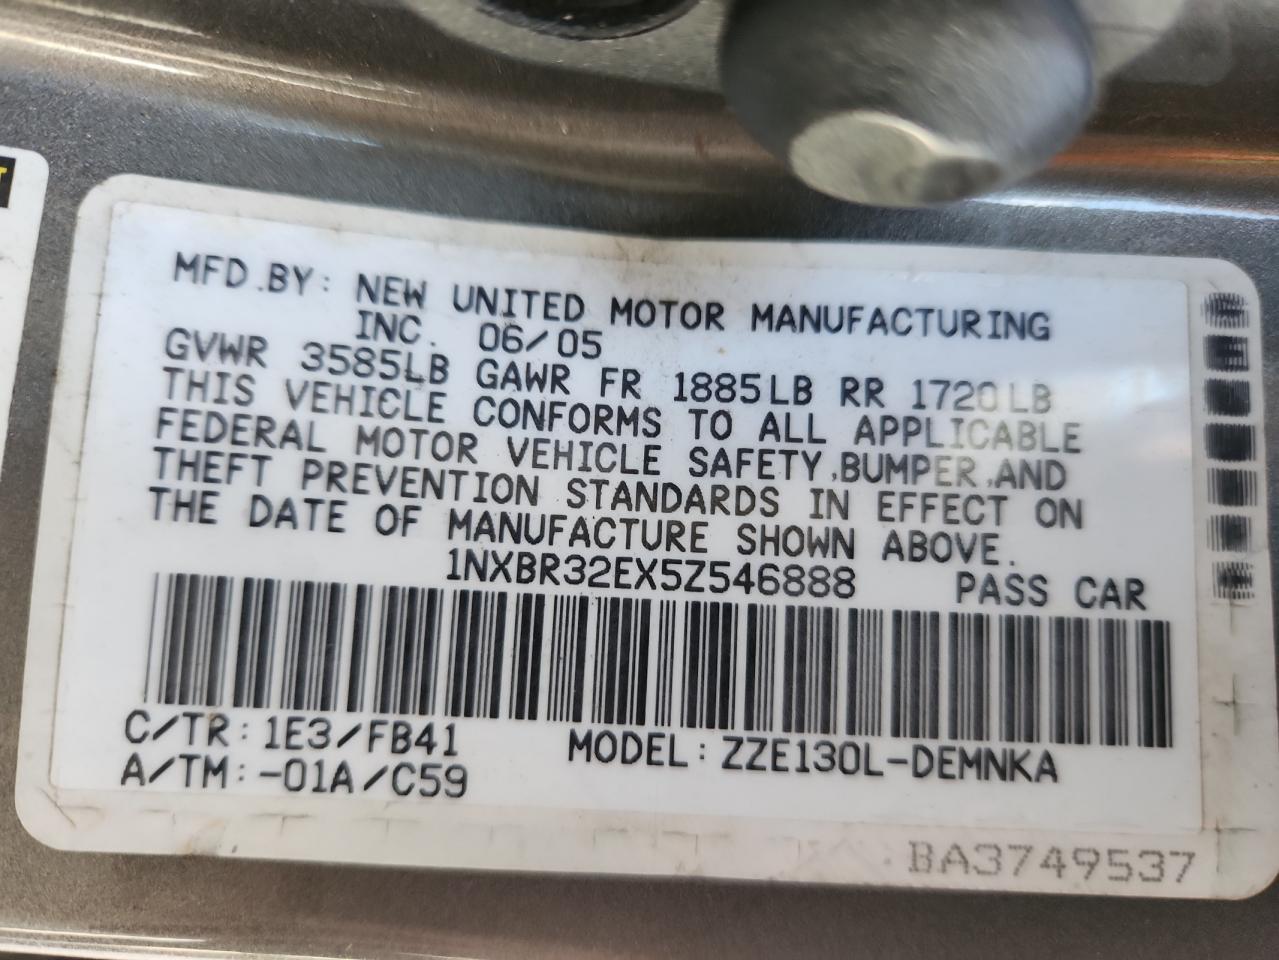 MFD.BY: NEW UNITED MOTOR MANUFACTURING
INC. 06/05
GVWR 3585LB GAWR FR 1885LB RR 1720LB
THIS VEHICLE CONFORMS TO ALL APPLICABLE
FEDERAL MOTOR VEHICLE SAFETY,BUMPER,AND
THEFT PREVENTION STANDARDS IN EFFECT ON
THE DATE OF MANUFACTURE SHOWN ABOVE.
1NXBR32EX5Z546888 PASS CAR
C/TR: 1E3/FB41 MODEL: ZZE130L-DEMNKA
A/TM:-01A/C59
BA3749537